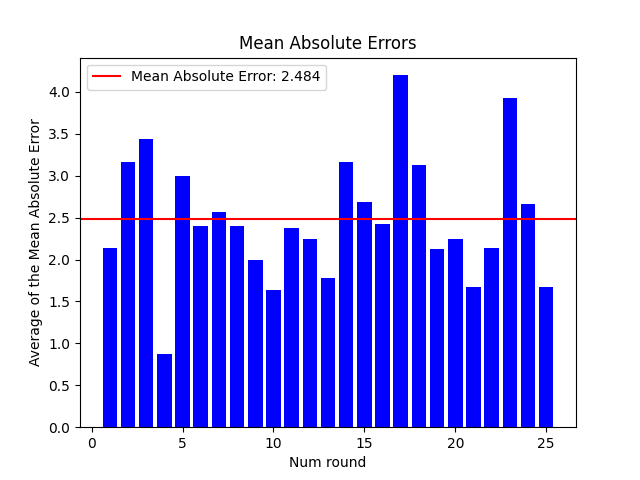 Mean Absolute Errors
Mean Absolute Error: 2.484
Average of the Mean Absolute Error
4.0
3.5
3.0
2.5
2.0
1.5
1.0
0.5
0.0
0 5 10 15 20 25
Num round